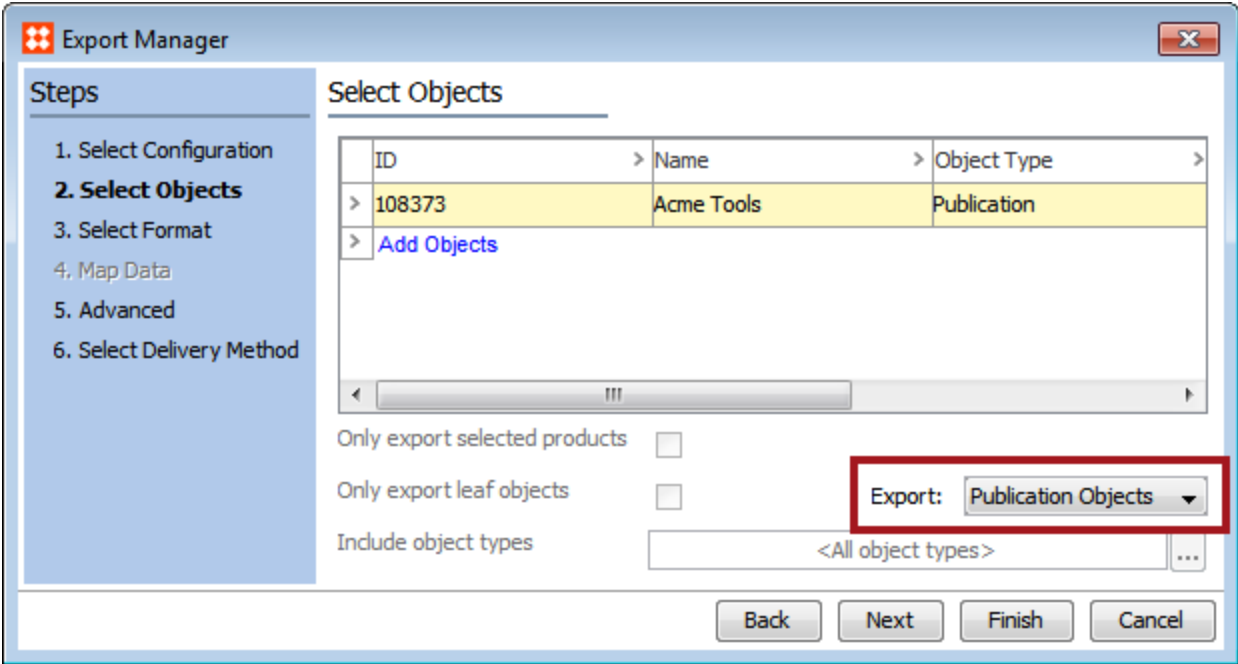 Export Manager
Steps
1. Select Configuration
2. Select Objects
3. Select Format
4. Map Data
5. Advanced
6. Select Delivery Method
Select Objects
ID > Name > Object Type >
> 108373 Acme Tools Publication
> Add Objects
Only export selected products
Only export leaf objects
Export: Publication Objects
Include object types <All object types> ...
Back Next Finish Cancel